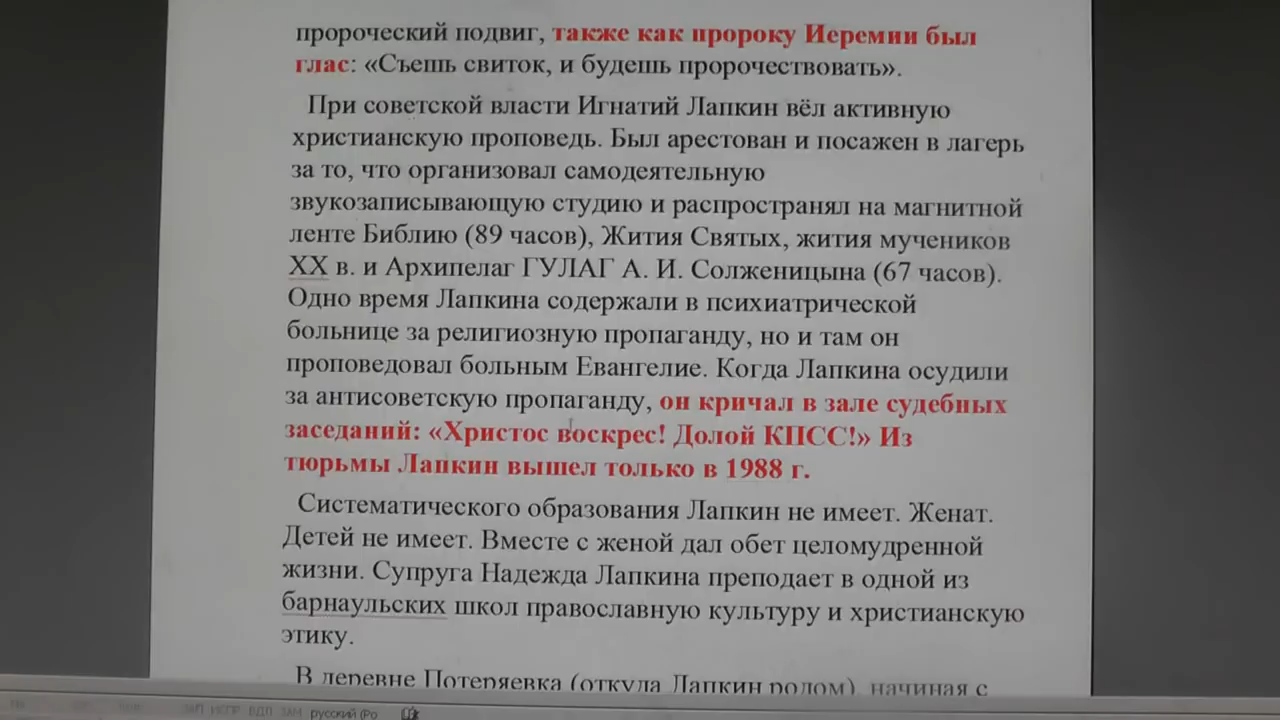 пророческий подвиг, также как пророку Иеремии был
глас: «Съешь свиток, и будешь пророчествовать».
При советской власти Игнатий Лапкин вёл активную
христианскую проповедь. Был арестован и посажен в лагерь
за то, что организовал самодеятельную
звукозаписывающую студию и распространял на магнитной
ленте Библию (89 часов), Жития Святых, жития мучеников
XX в. и Архипелаг ГУЛАГ А. И. Солженицына (67 часов).
Одно время Лапкина содержали в психиатрической
больнице за религиозную пропаганду, но и там он
проповедовал больным Евангелие. Когда Лапкина осудили
за антисоветскую пропаганду, он кричал в зале судебных
заседаний: «Христос воскрес! Долой КПСС!» Из
тюрьмы Лапкин вышел только в 1988 г.
Систематического образования Лапкин не имеет. Женат.
Детей не имеет. Вместе с женой дал обет целомудренной
жизни. Супруга Надежда Лапкина преподает в одной из
барнаульских школ православную культуру и христианскую
этику.
В деревне Потеряевка (откуда Лапкин родом), начиная с
ЗАП ИСПР ВДЛ ЗАМ русский (Ро